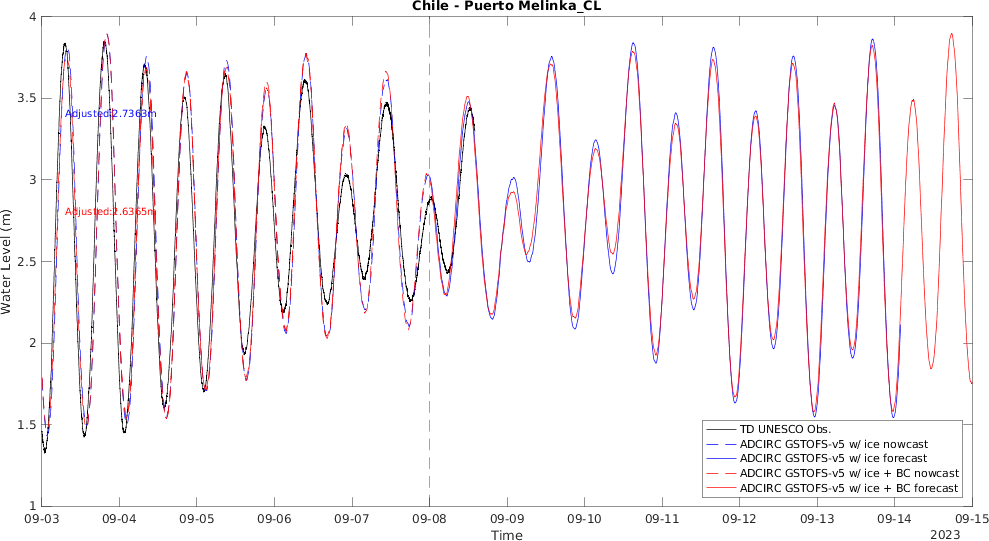 Chile - Puerto Melinka_CL
4
3.5
3
2.5
2
1.5
1
Water Level (m)
Adjusted:2.7363m
Adjusted:2.6365m
TD UNESCO Obs.
ADCIRC GSTOFS-v5 w/ ice nowcast
ADCIRC GSTOFS-v5 w/ ice forecast
ADCIRC GSTOFS-v5 w/ ice + BC nowcast
ADCIRC GSTOFS-v5 w/ ice + BC forecast
09-03 09-04 09-05 09-06 09-07 09-08 09-09 09-10 09-11 09-12 09-13 09-14 09-15
Time
2023